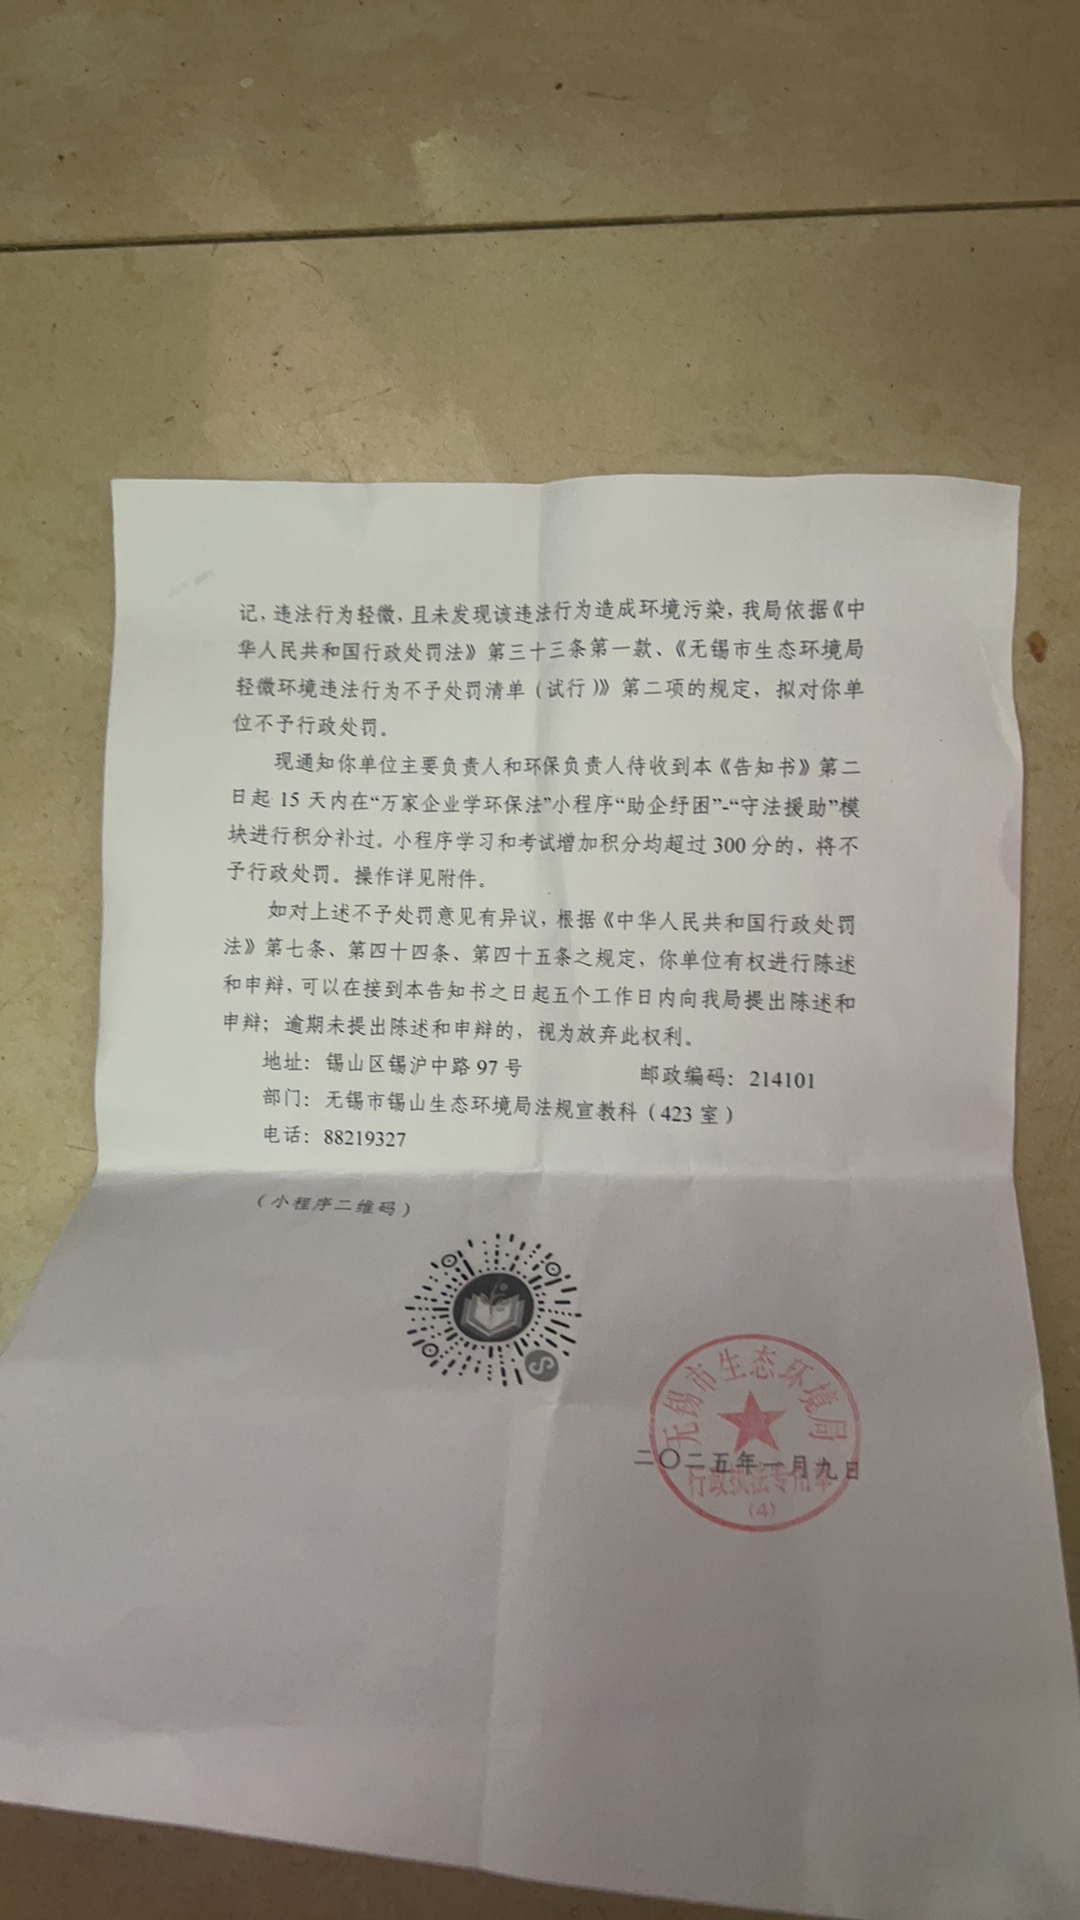 记，违法行为轻微，且未发现该违法行为造成环境污染，我局依据《中
华人民共和国行政处罚法》第三十三条第一款、《无锡市生态环境局
轻微环境违法行为不予处罚清单（试行）》第二项的规定，拟对你单
位不予行政处罚。
现通知你单位主要负责人和环保负责人待收到本《告知书》第二
日起 15 天内在“万家企业学环保法”小程序“助企纾困”-“守法援助”模
块进行积分补过。小程序学习和考试增加积分均超过 300 分的，将不
予行政处罚。操作详见附件。
如对上述不予处罚意见有异议，根据《中华人民共和国行政处罚
法》第七条、第四十四条、第四十五条之规定，你单位有权进行陈述
和申辩，可以在接到本告知书之日起五个工作日内向我局提出陈述和
申辩；逾期未提出陈述和申辩的，视为放弃此权利。
地址：锡山区锡沪中路 97 号 邮政编码：214101
部门：无锡市锡山生态环境局法规宣教科（423 室）
电话：88219327
（小程序二维码）
无锡市生态环境局
二〇二五年一月九日
行政执法专用章
（4）